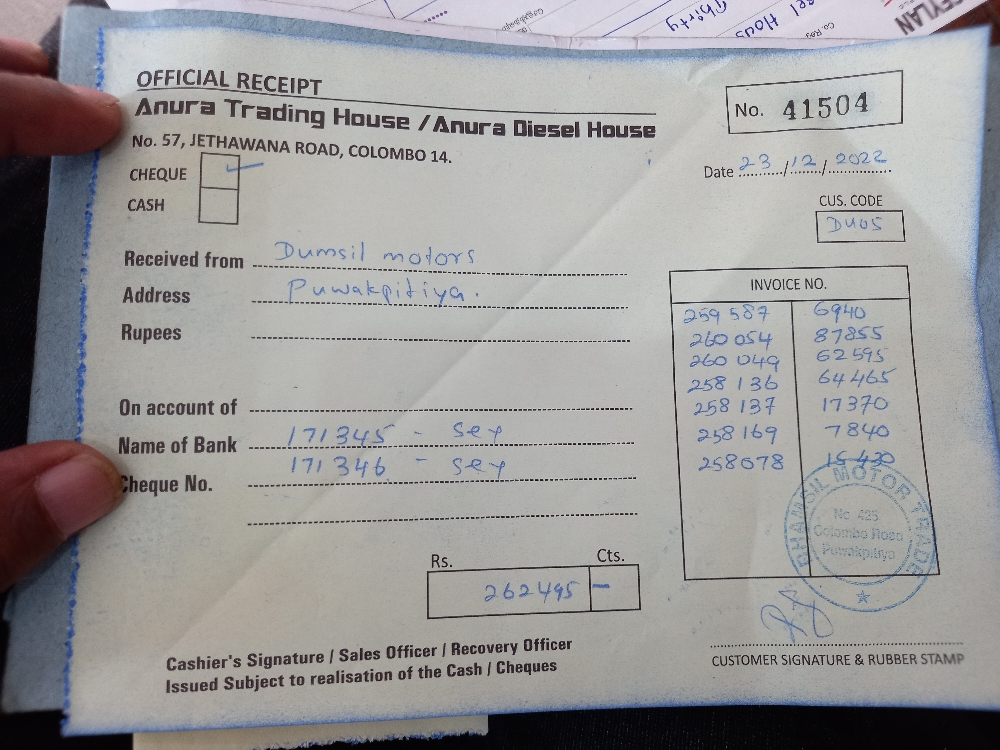 OFFICIAL RECEIPT
Anura Trading House / Anura Diesel House
No. 57, JETHAWANA ROAD, COLOMBO 14.
No. 41504
Date 23/12/2022
CHEQUE
CASH
CUS. CODE
DU05
Received from Dumsil motors
Address Puwakpitiya.
Rupees
On account of
Name of Bank 171345 - sey
171346 - sey
Cheque No.
INVOICE NO.
259587 6940
260054 87855
260049 62595
258136 64465
258137 17370
258169 7840
258078 15430
MOTOR TRADE
No 425
Colombo Road
Puwakpitiya
Rs. Cts.
262495 -
Cashier's Signature / Sales Officer / Recovery Officer
Issued Subject to realisation of the Cash / Cheques
CUSTOMER SIGNATURE & RUBBER STAMP